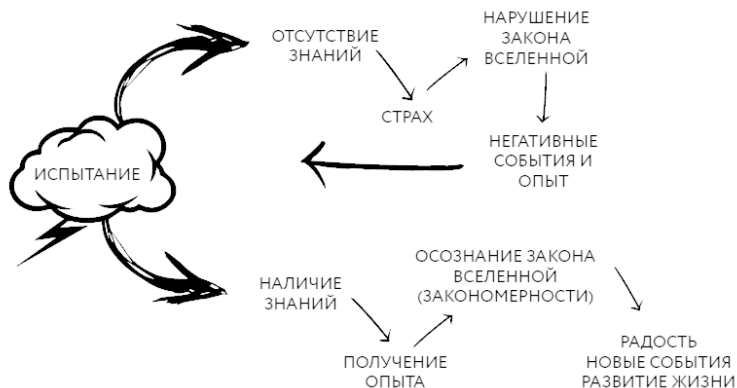 ИСПЫТАНИЕ
ОТСУТСТВИЕ
ЗНАНИЙ
СТРАХ
НАРУШЕНИЕ
ЗАКОНА
ВСЕЛЕННОЙ
НЕГАТИВНЫЕ
СОБЫТИЯ И
ОПЫТ
НАЛИЧИЕ
ЗНАНИЙ
ПОЛУЧЕНИЕ
ОПЫТА
ОСОЗНАНИЕ ЗАКОНА
ВСЕЛЕННОЙ
(ЗАКОНОМЕРНОСТИ)
РАДОСТЬ
НОВЫЕ СОБЫТИЯ
РАЗВИТИЕ ЖИЗНИ